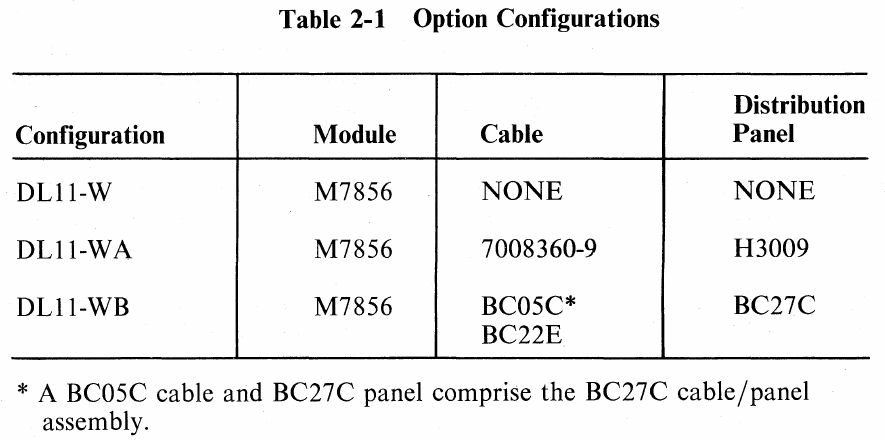 Table 2-1 Option Configurations
Configuration Module Cable Distribution Panel
DL11-W M7856 NONE NONE
DL11-WA M7856 7008360-9 H3009
DL11-WB M7856 BC05C* BC27C
BC22E
* A BC05C cable and BC27C panel comprise the BC27C cable/panel
assembly.